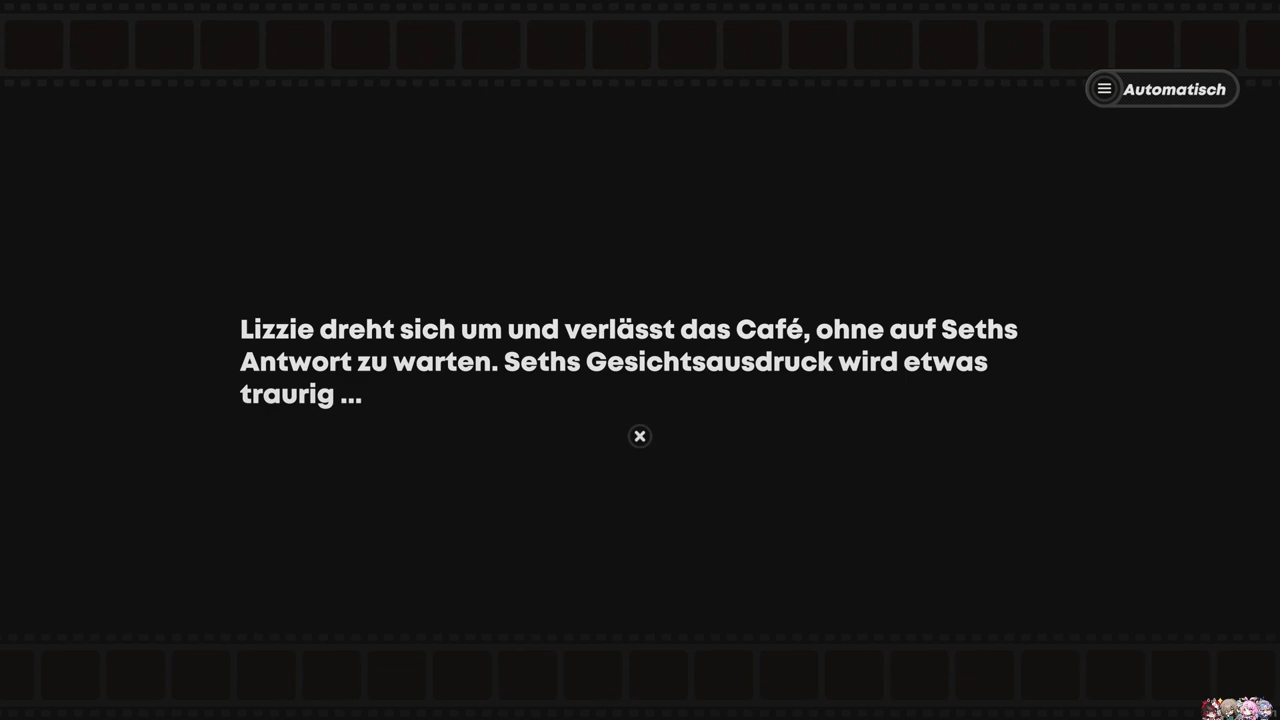 Automatisch
Lizzie dreht sich um und verlässt das Café, ohne auf Seths
Antwort zu warten. Seths Gesichtsausdruck wird etwas
traurig ...